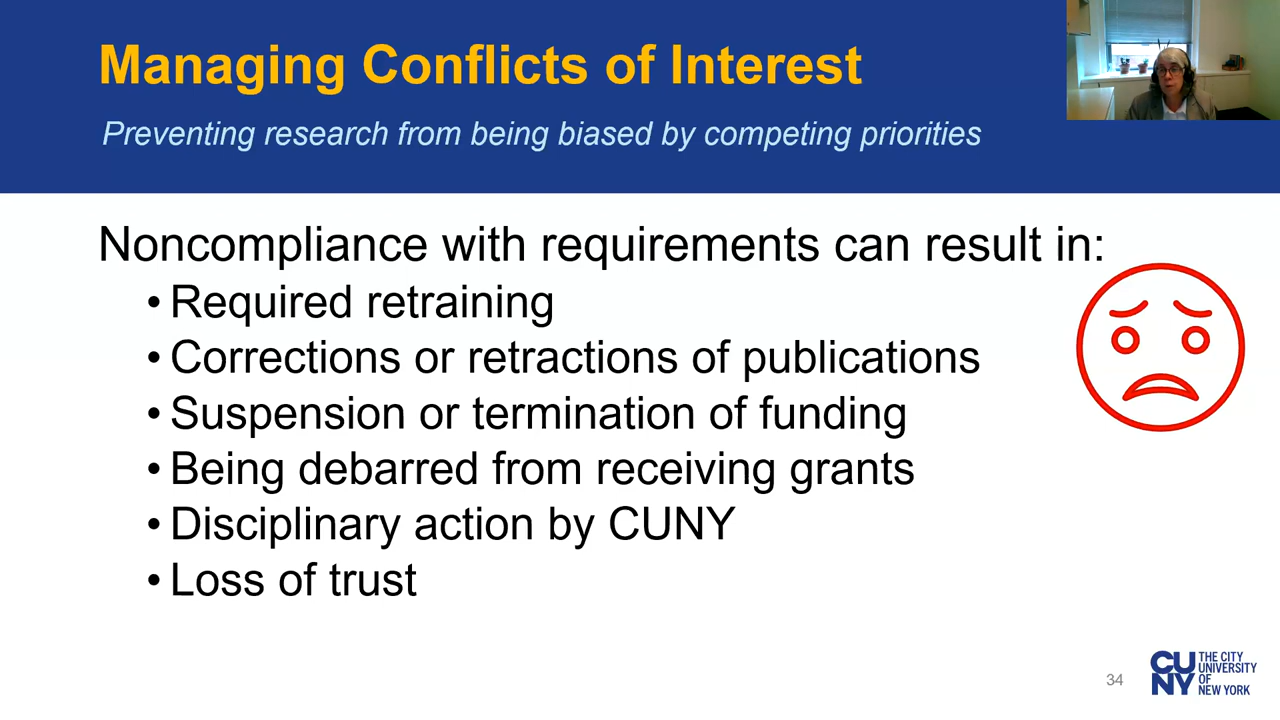 Managing Conflicts of Interest
Preventing research from being biased by competing priorities
Noncompliance with requirements can result in:
• Required retraining
• Corrections or retractions of publications
• Suspension or termination of funding
• Being debarred from receiving grants
• Disciplinary action by CUNY
• Loss of trust
34
CU
NY
THE CITY
UNIVERSITY
OF
NEW YORK